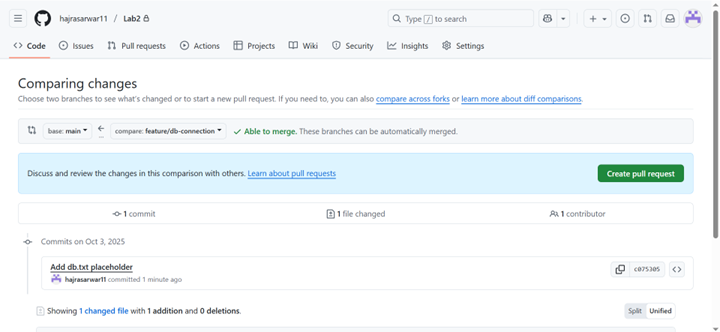 hajrasarwar11 / Lab2
Type / to search
Code Issues Pull requests Actions Projects Wiki Security Insights Settings
Comparing changes
Choose two branches to see what's changed or to start a new pull request. If you need to, you can also compare across forks or learn more about diff comparisons.
base: main ... compare: feature/db-connection Able to merge. These branches can be automatically merged.
Discuss and review the changes in this comparison with others. Learn about pull requests Create pull request
1 commit 1 file changed 1 contributor
Commits on Oct 3, 2025
Add db.txt placeholder
hajrasarwar11 committed 1 minute ago
c075305
Showing 1 changed file with 1 addition and 0 deletions. Split Unified